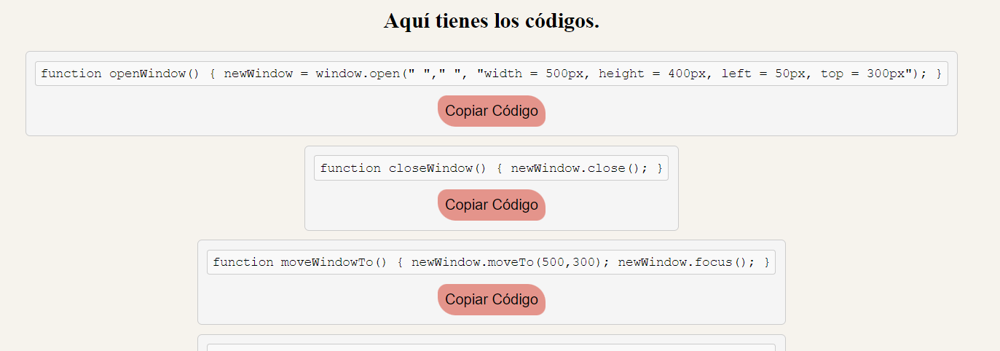 Aquí tienes los códigos.
function openWindow() { newWindow = window.open(" "," ", "width = 500px, height = 400px, left = 50px, top = 300px"); }
Copiar Código
function closeWindow() { newWindow.close(); }
Copiar Código
function moveWindowTo() { newWindow.moveTo(500,300); newWindow.focus(); }
Copiar Código